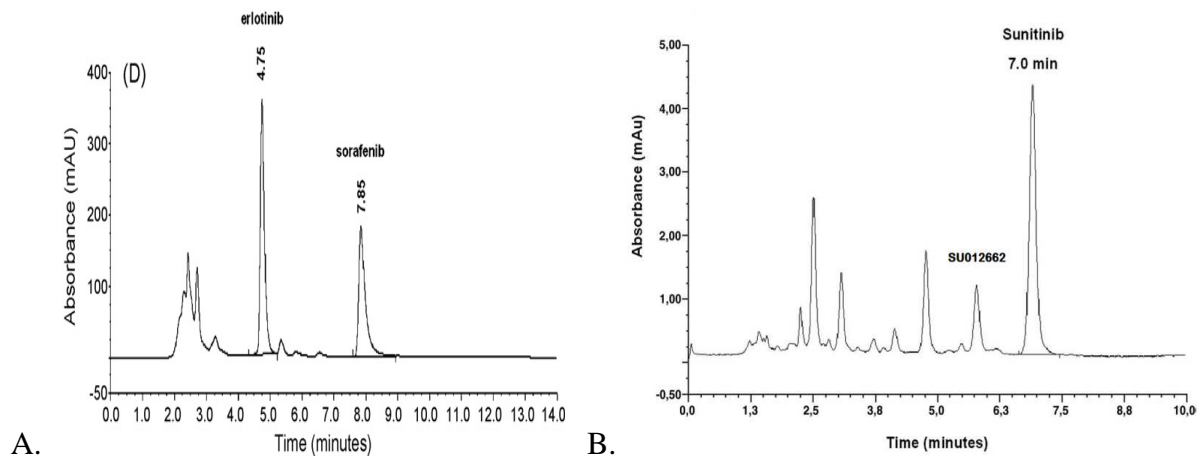 erlotinib
4.75
(D)
sorafenib
7.85
400
300
200
100
-50
Absorbance (mAU)
0.0 1.0 2.0 3.0 4.0 5.0 6.0 7.0 8.0 9.0 10.0 11.0 12.0 13.0 14.0
Time (minutes)
A.
Sunitinib
7.0 min
SU012662
5,00
4,00
3,00
2,00
1,00
-0,50
Absorbance (mAu)
0,0 1,3 2,5 3,8 5,0 6,3 7,5 8,8 10,0
Time (minutes)
B.